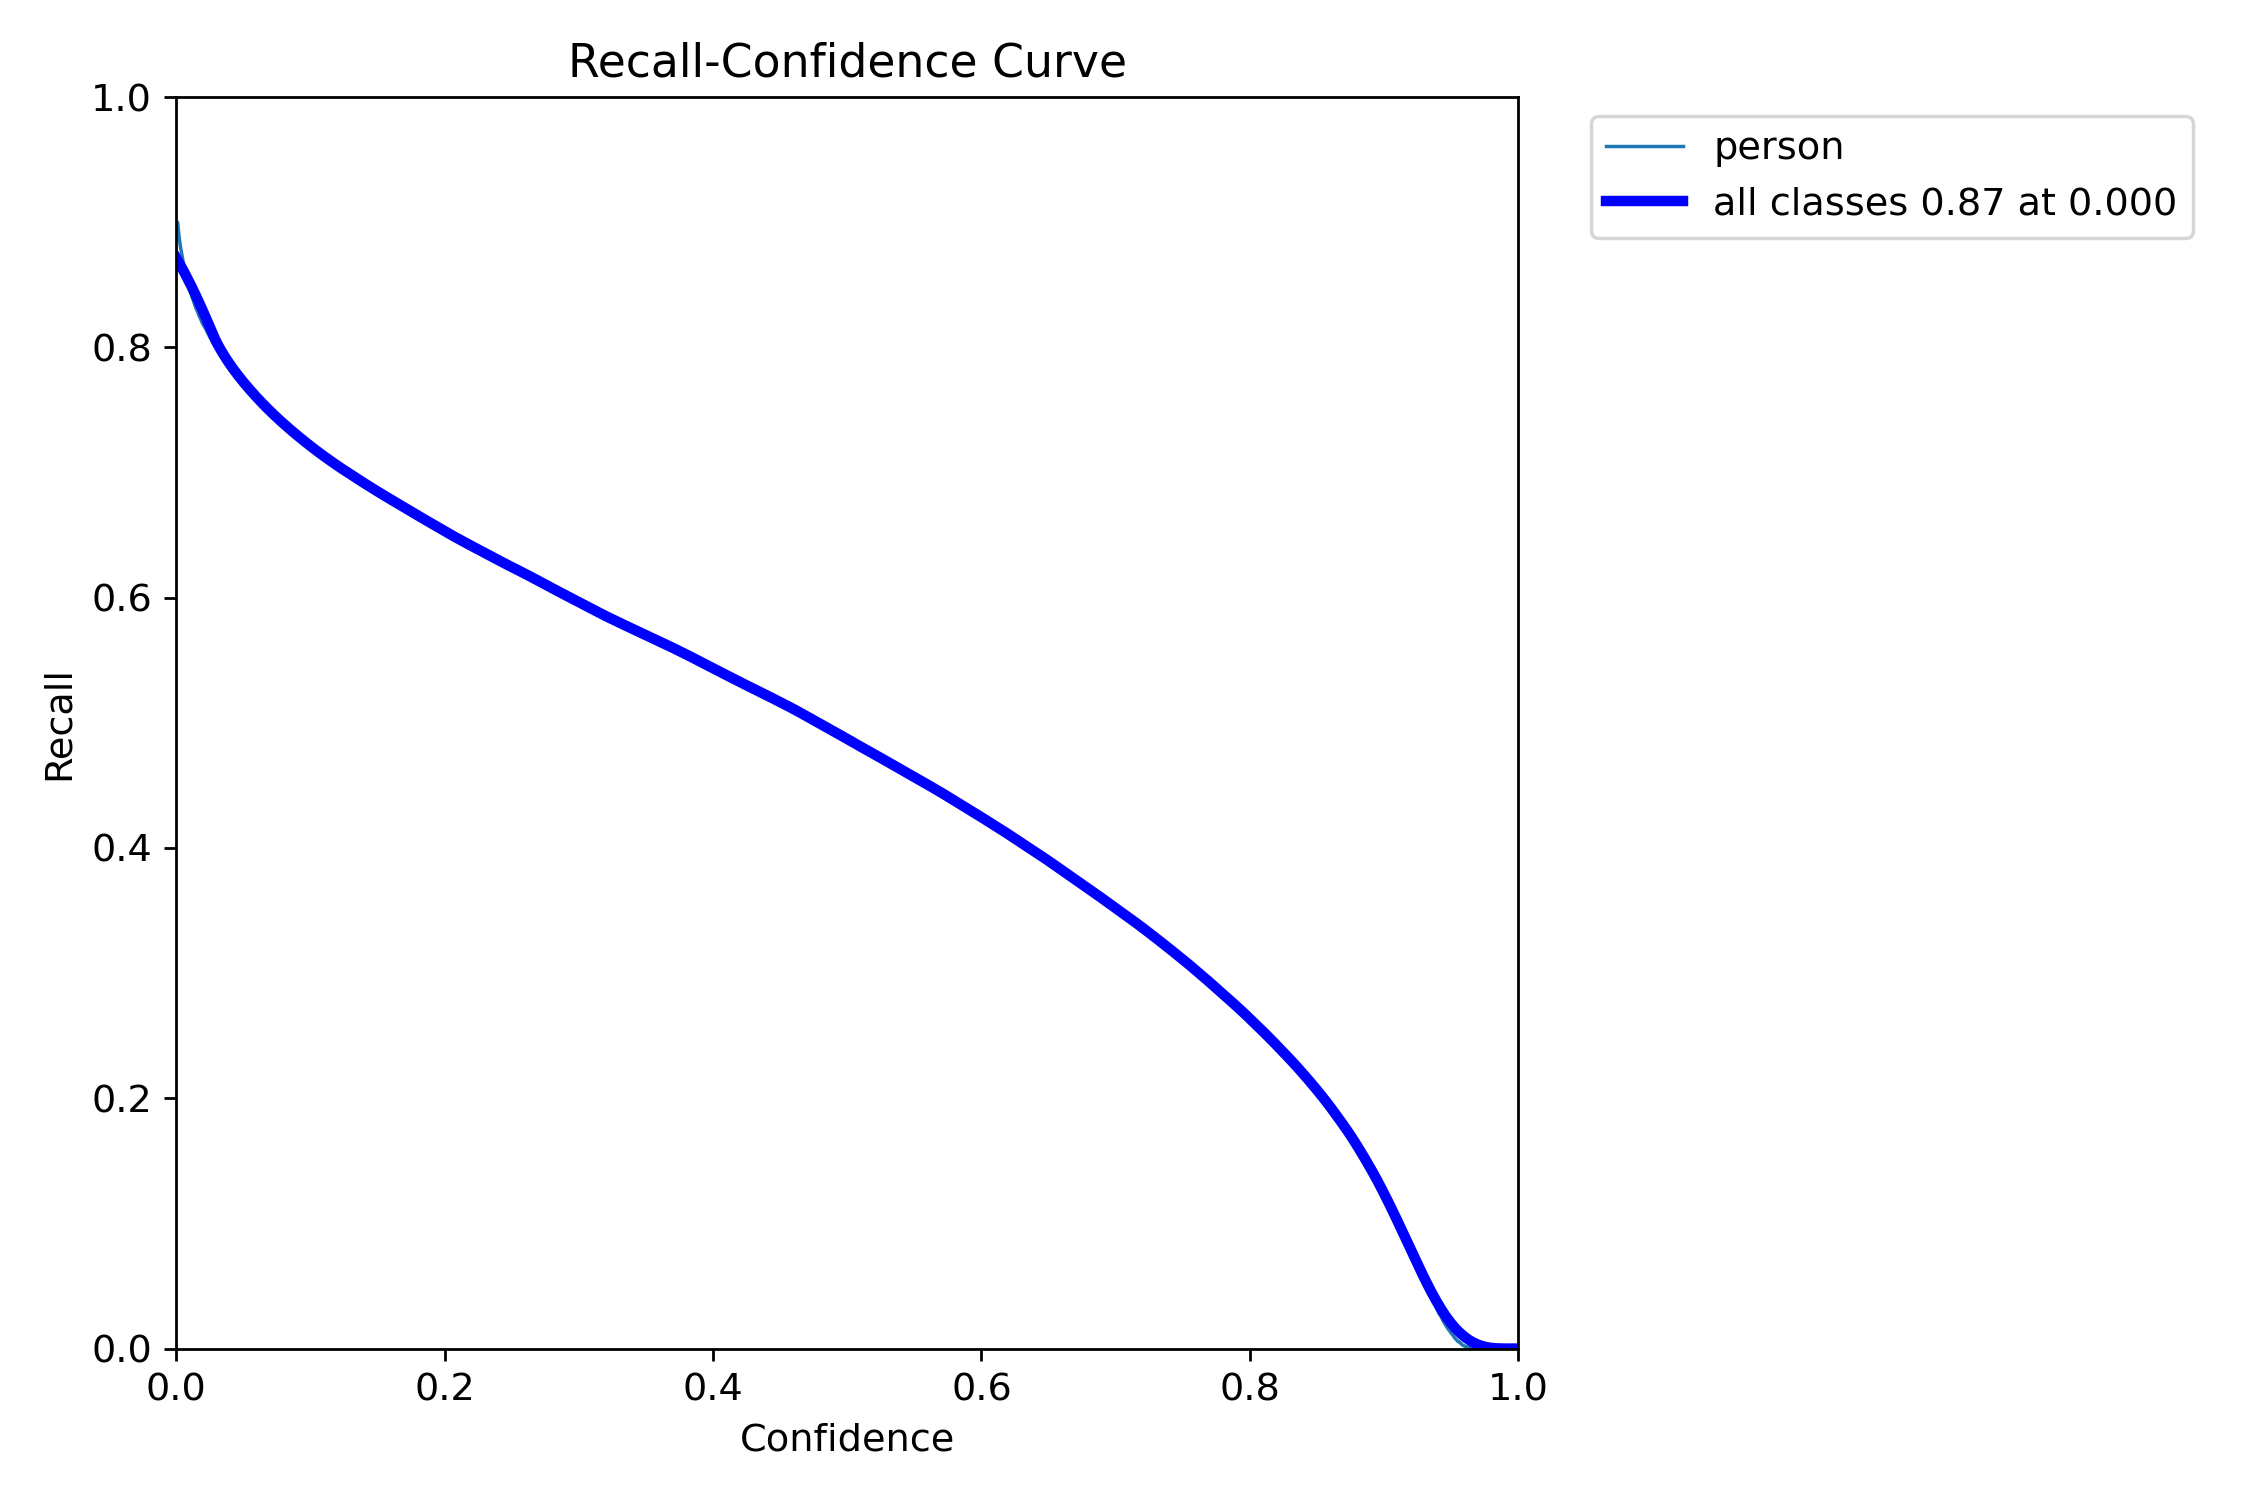 Recall-Confidence Curve
person
all classes 0.87 at 0.000
Recall
1.0
0.8
0.6
0.4
0.2
0.0
0.0 0.2 0.4 0.6 0.8 1.0
Confidence